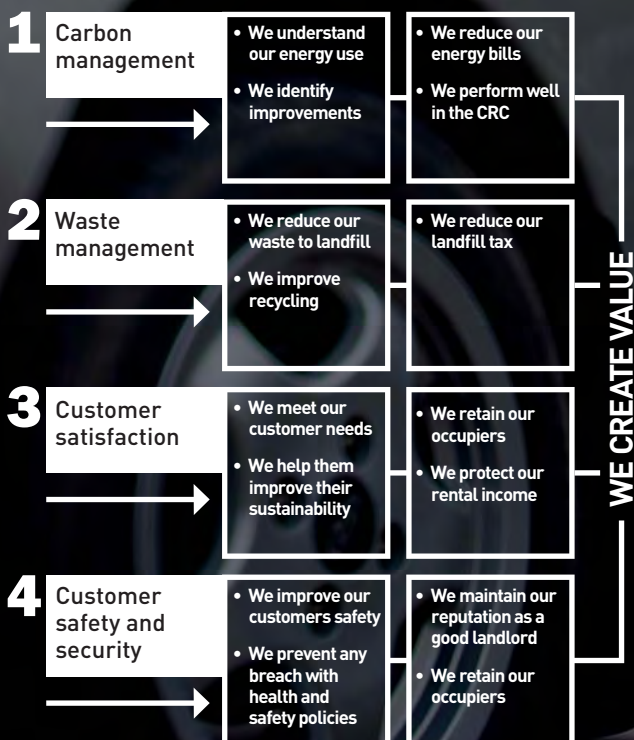 1
Carbon
management
• We understand
our energy use
• We identify
improvements
• We reduce our
energy bills
• We perform well
in the CRC
2
Waste
management
• We reduce our
waste to landfill
• We improve
recycling
• We reduce our
landfill tax
3
Customer
satisfaction
• We meet our
customer needs
• We help them
improve their
sustainability
• We retain our
occupiers
• We protect our
rental income
4
Customer
safety and
security
• We improve our
customers safety
• We prevent any
breach with
health and
safety policies
• We maintain our
reputation as a
good landlord
• We retain our
occupiers
WE CREATE VALUE